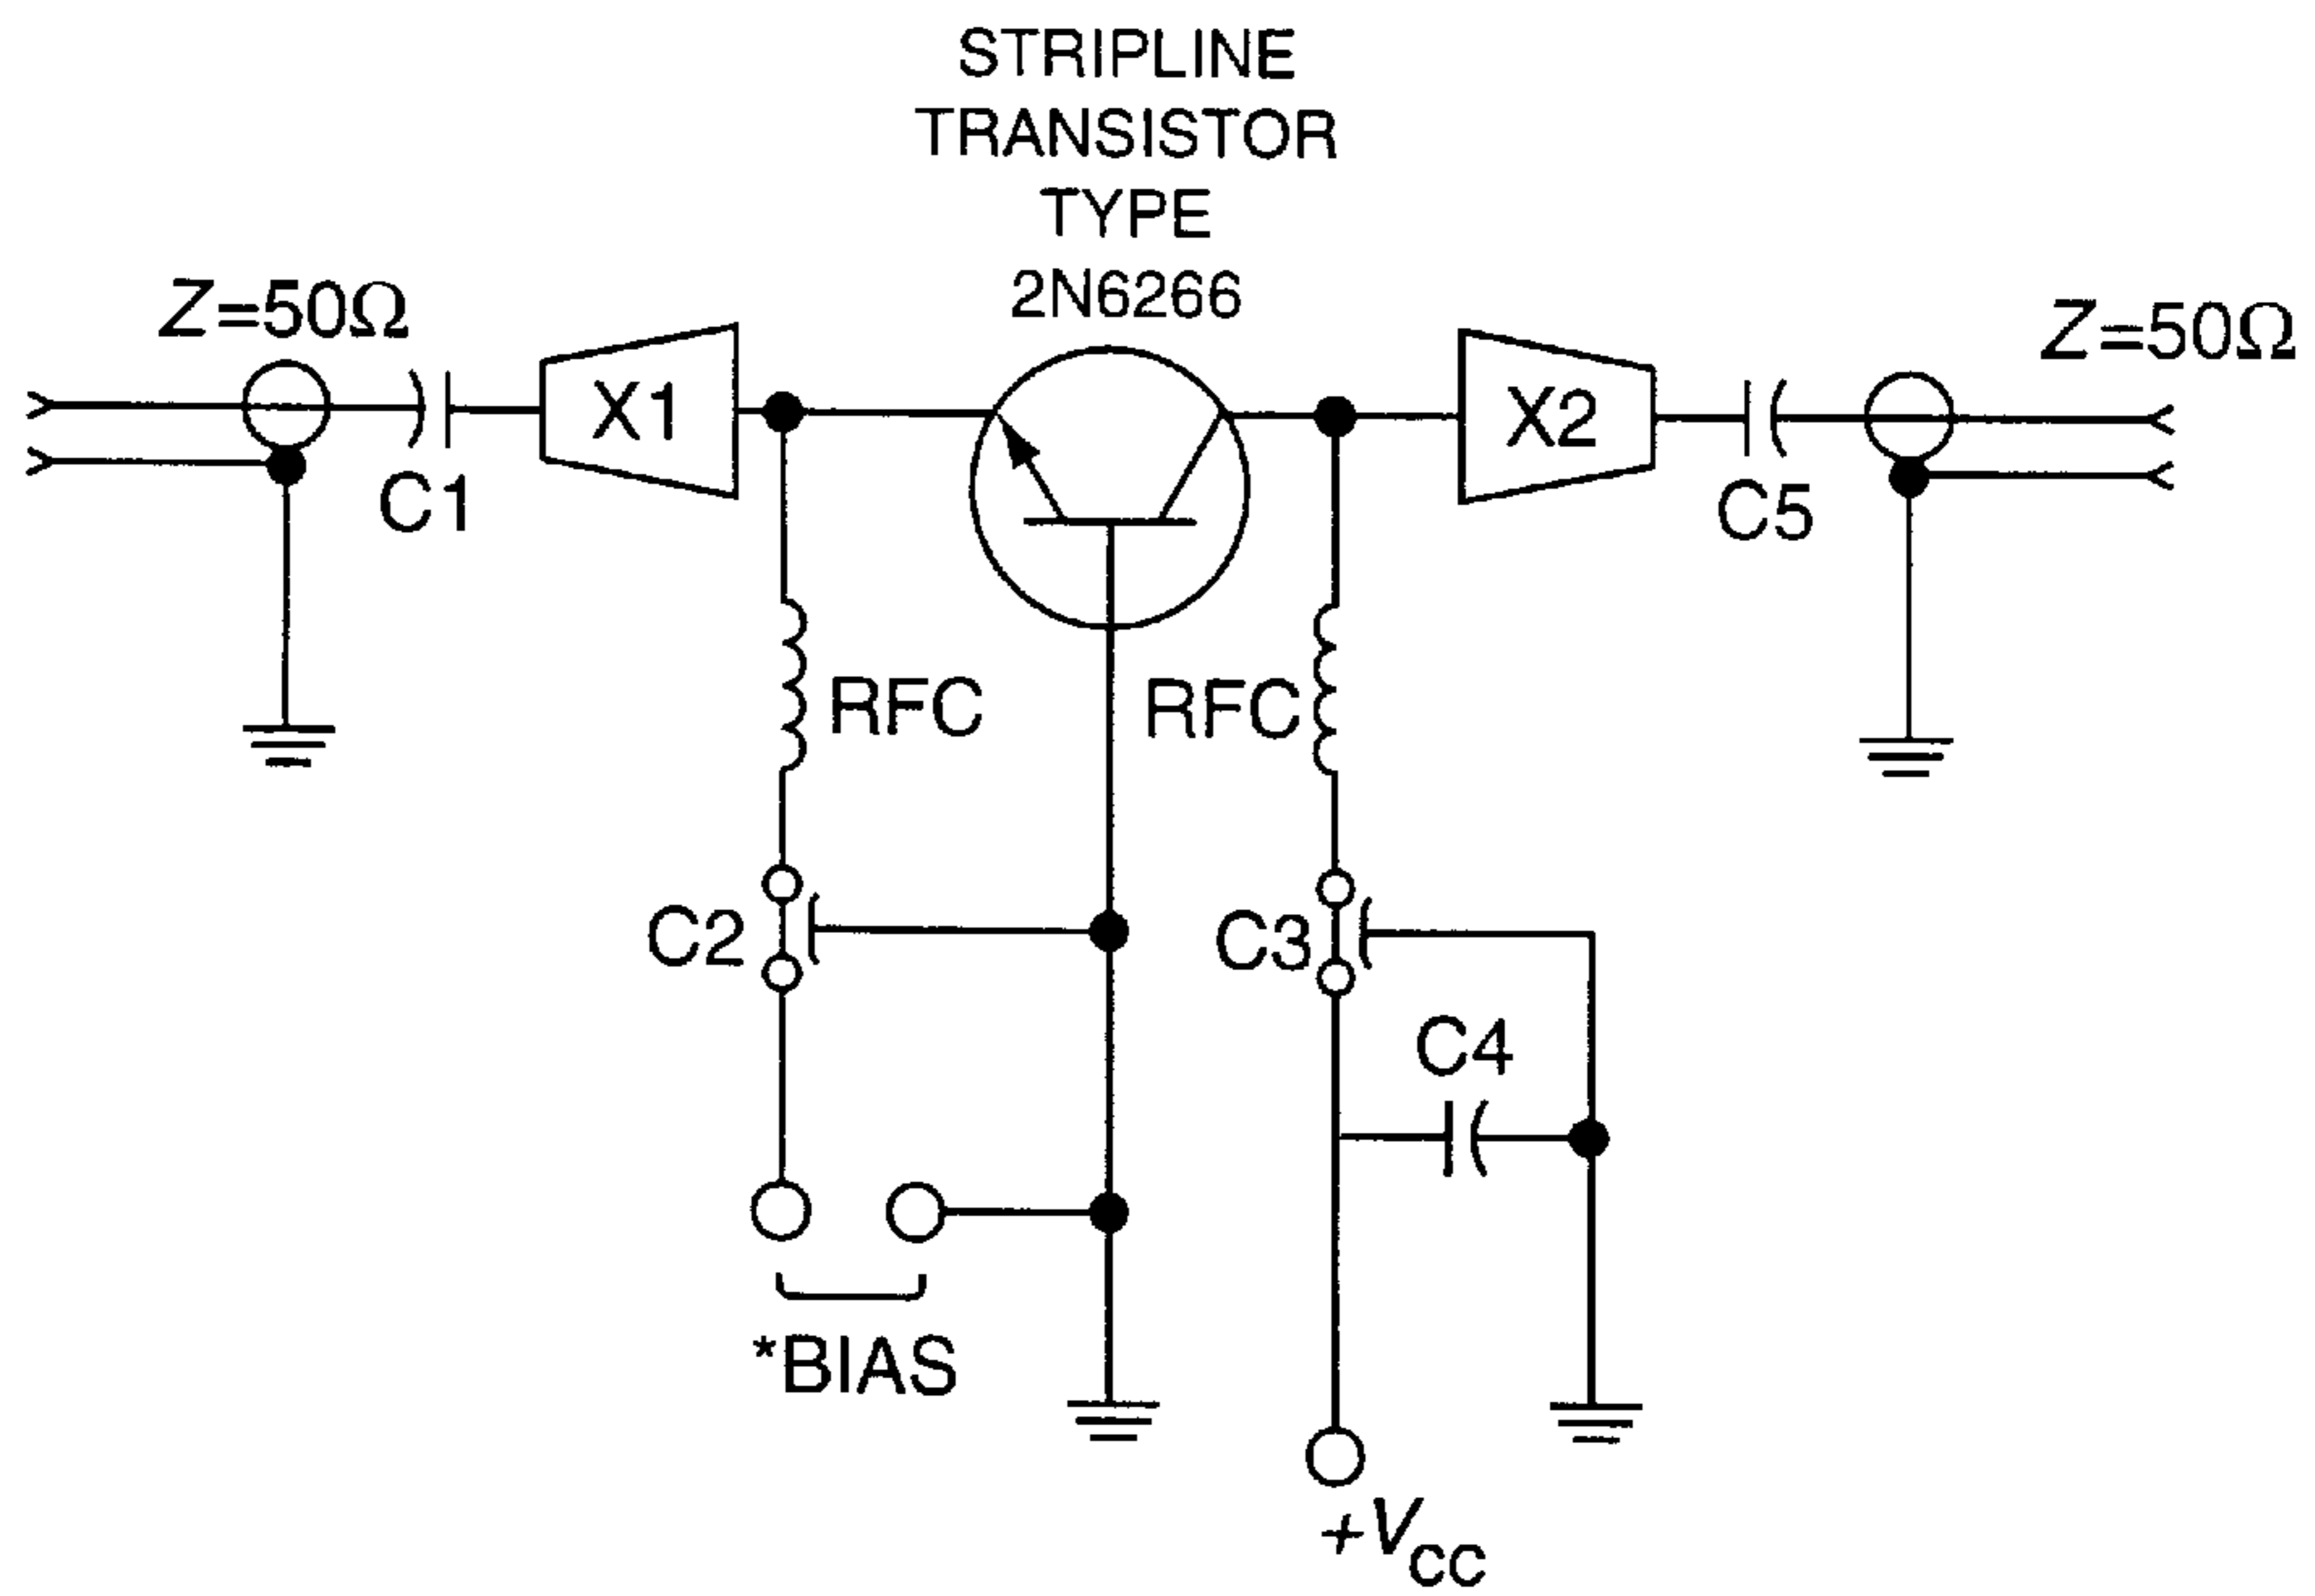 STRIPLINE
TRANSISTOR
TYPE
2N6266
Z=50Ω
Z=50Ω
X1
X2
C1
C5
RFC
RFC
C2
C3
C4
*BIAS
+VCC